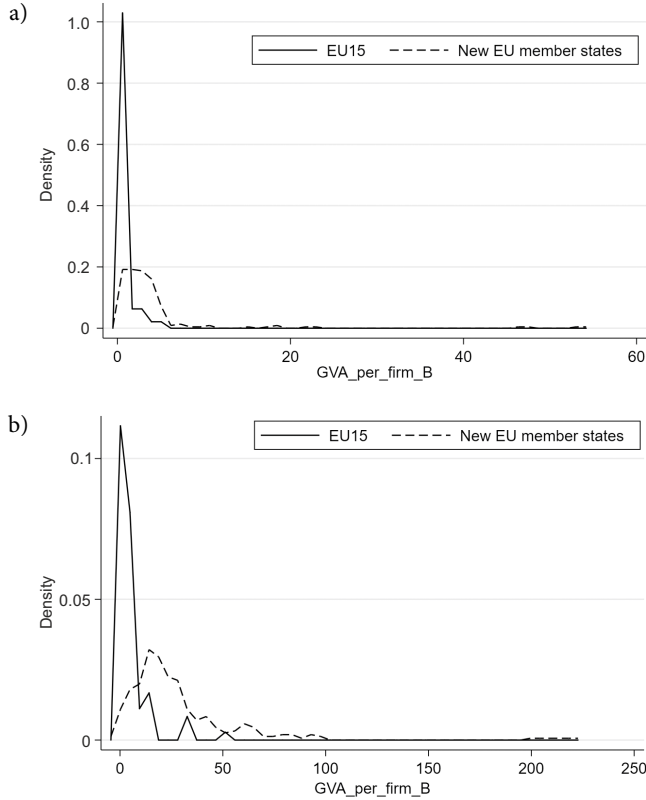 a)
EU15 New EU member states
1.0
0.8
0.6
0.4
0.2
0
Density
0 20 40 60
GVA_per_firm_B
b)
EU15 New EU member states
0.1
0.05
0
Density
0 50 100 150 200 250
GVA_per_firm_B